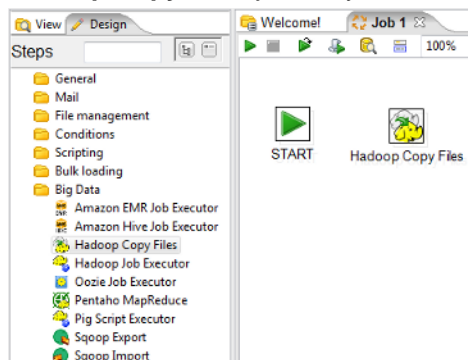 View
Design
Steps
General
Mail
File management
Conditions
Scripting
Bulk loading
Big Data
Amazon EMR Job Executor
Amazon Hive Job Executor
Hadoop Copy Files
Hadoop Job Executor
Oozie Job Executor
Pentaho MapReduce
Pig Script Executor
Sqoop Export
Sqoop Import
Welcome!
Job 1
100%
START
Hadoop Copy Files